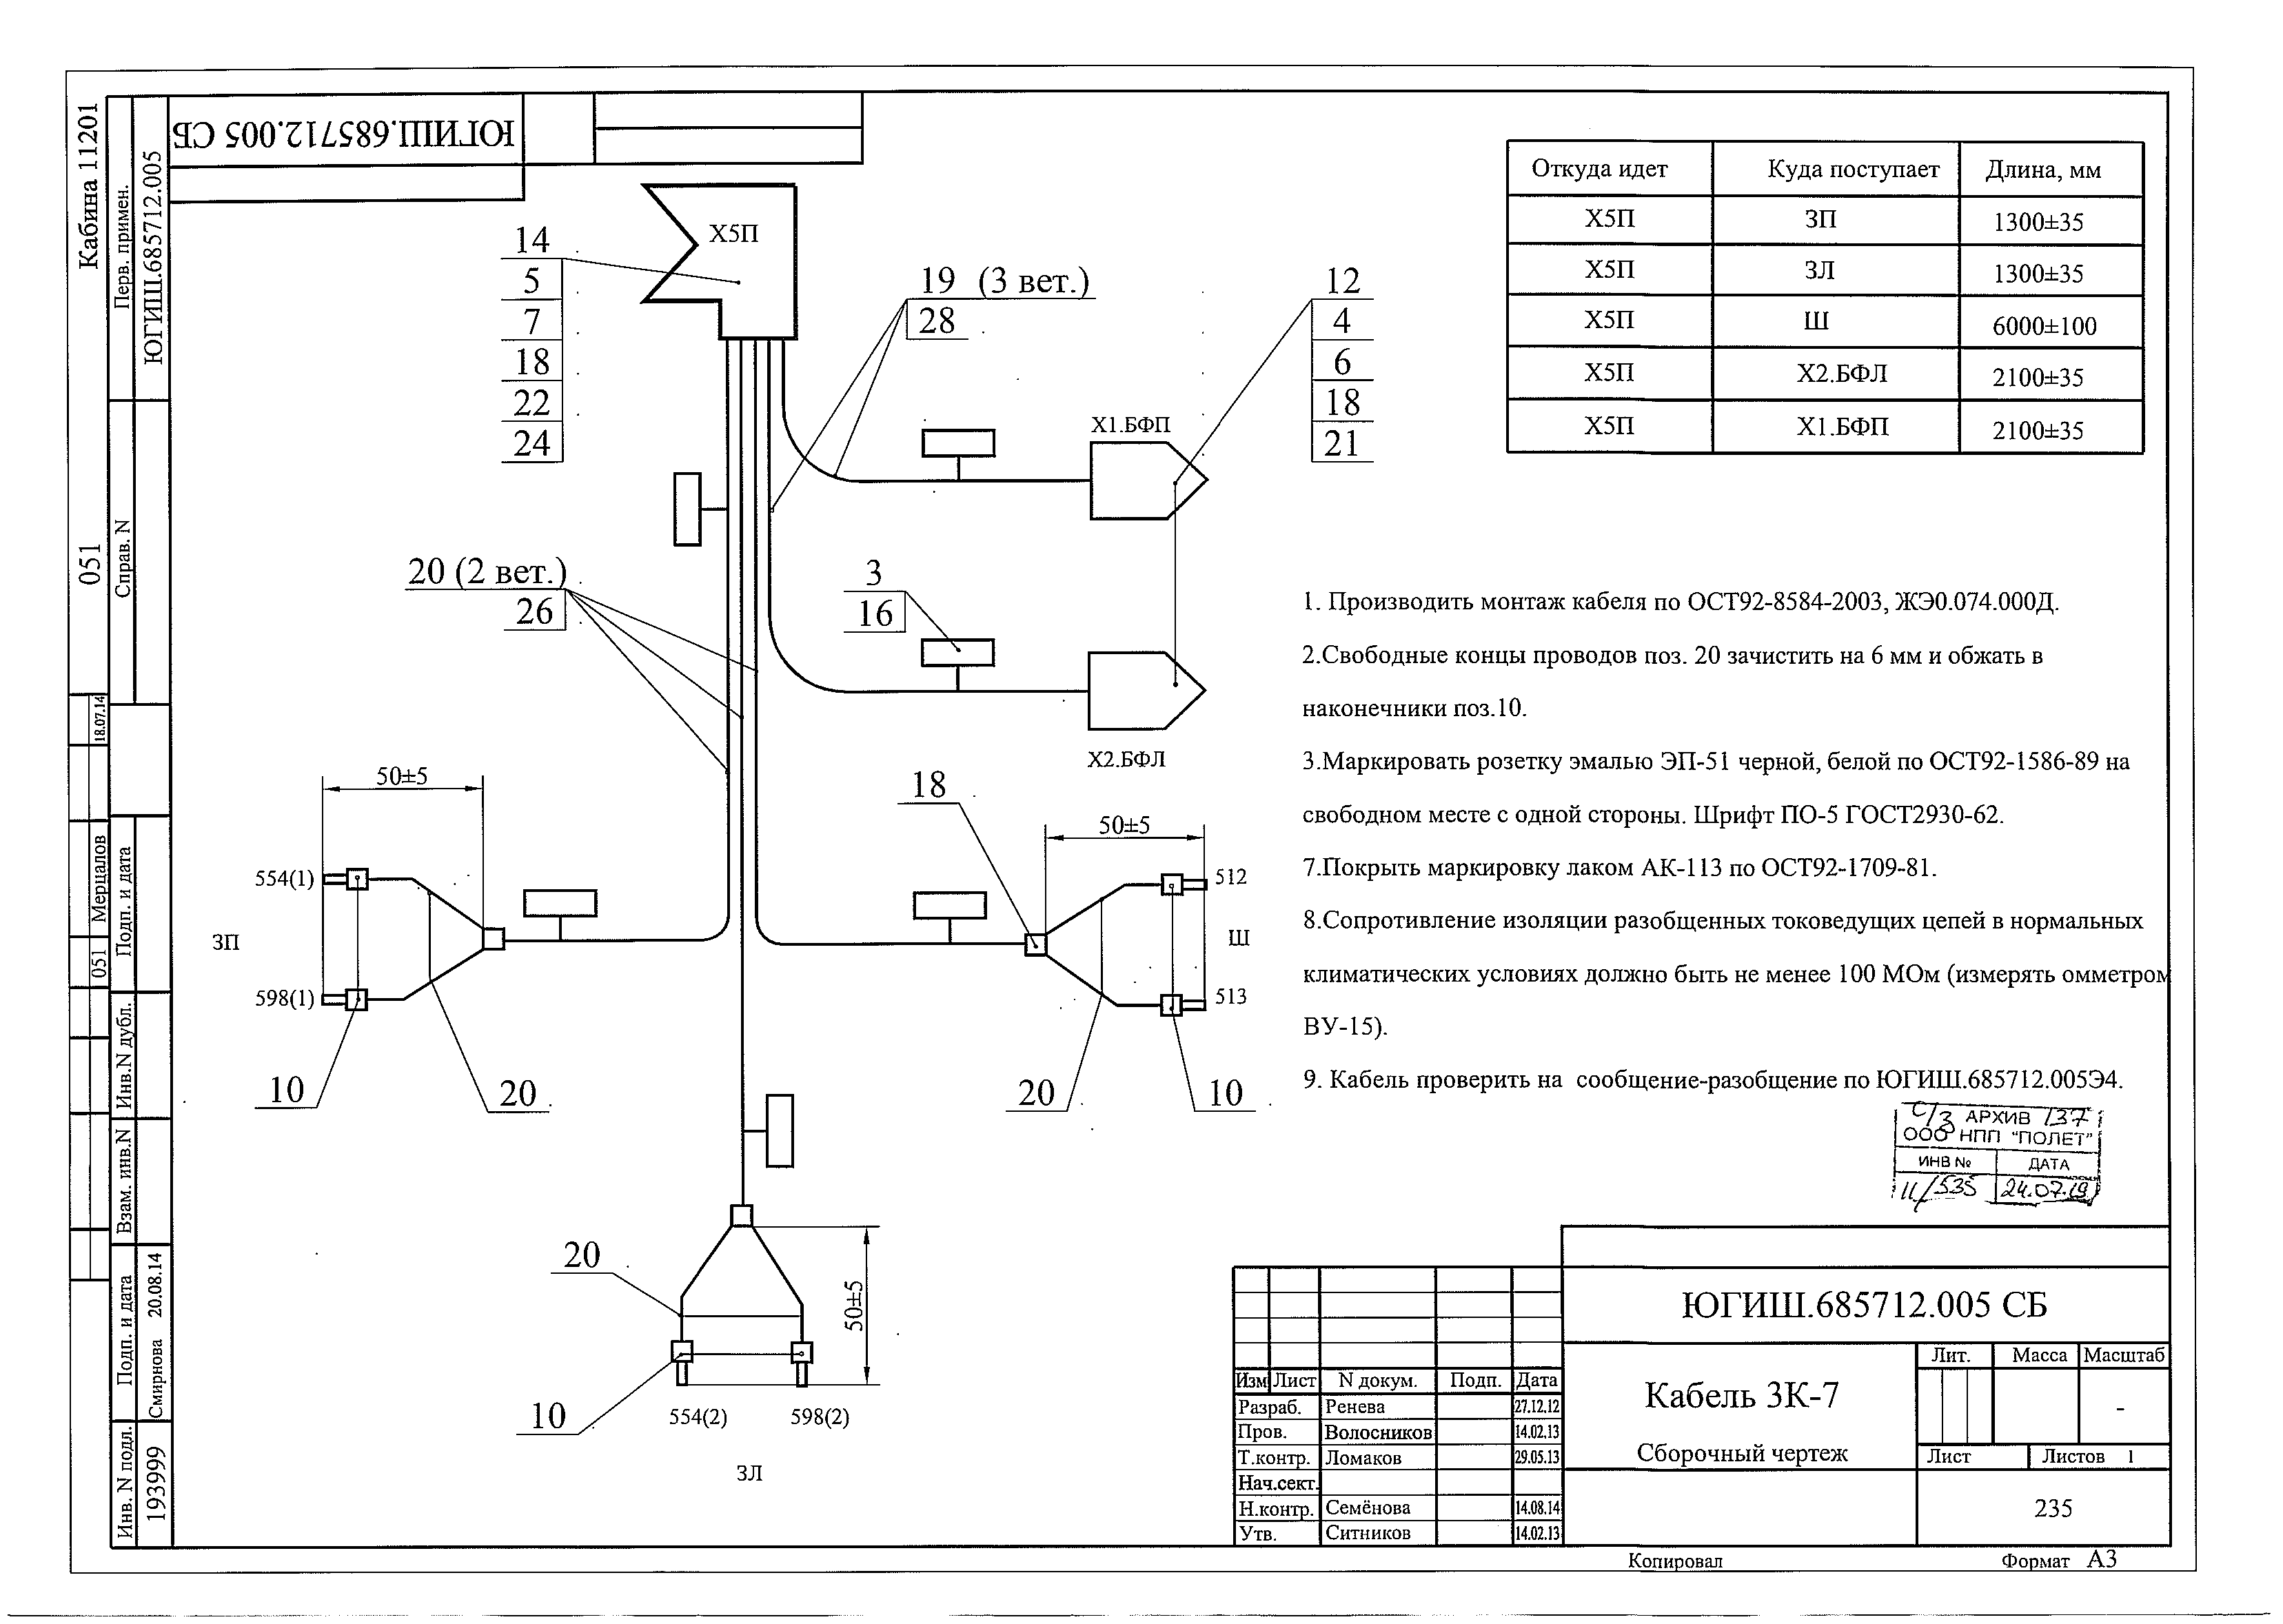 Кабина 11201
Перв. примен.
ЮГИШ.685712.005
ЮГИШ.685712.005 СБ
051
Справ. N
18.07.14
Мерцалов
051
Подп. и дата
Инв.N дубл.
Взам. инв.N
Подп. и дата
Смирнова 20.08.14
Инв. N подл.
193999
Х5П
14
5
7
18
22
24
19 (3 вет.)
28
12
4
6
18
21
Х1.БФП
20 (2 вет.)
26
3
16
Х2.БФЛ
50±5
554(1)
ЗП
598(1)
10
20
18
50±5
512
Ш
513
20
10
20
50±5
10
554(2)
598(2)
ЗЛ
Откуда идет Куда поступает Длина, мм
Х5П ЗП 1300±35
Х5П ЗЛ 1300±35
Х5П Ш 6000±100
Х5П Х2.БФЛ 2100±35
Х5П Х1.БФП 2100±35
1. Производить монтаж кабеля по ОСТ92-8584-2003, ЖЭ0.074.000Д.
2.Свободные концы проводов поз. 20 зачистить на 6 мм и обжать в
наконечники поз.10.
3.Маркировать розетку эмалью ЭП-51 черной, белой по ОСТ92-1586-89 на
свободном месте с одной стороны. Шрифт ПО-5 ГОСТ2930-62.
7.Покрыть маркировку лаком АК-113 по ОСТ92-1709-81.
8.Сопротивление изоляции разобщенных токоведущих цепей в нормальных
климатических условиях должно быть не менее 100 МОм (измерять омметром
ВУ-15).
9. Кабель проверить на сообщение-разобщение по ЮГИШ.685712.005Э4.
С/З АРХИВ 137
ООО НПП "ПОЛЕТ"
ИНВ № ДАТА
11/535 24.07.19
ЮГИШ.685712.005 СБ
Изм Лист N докум. Подп. Дата
Разраб. Ренева 27.12.12
Пров. Волосников 14.02.13
Т.контр. Ломаков 29.05.13
Нач.сект.
Н.контр. Семёнова 14.08.14
Утв. Ситников 14.02.13
Кабель ЗК-7
Сборочный чертеж
Лит. Масса Масштаб
-
Лист Листов 1
235
Копировал Формат А3